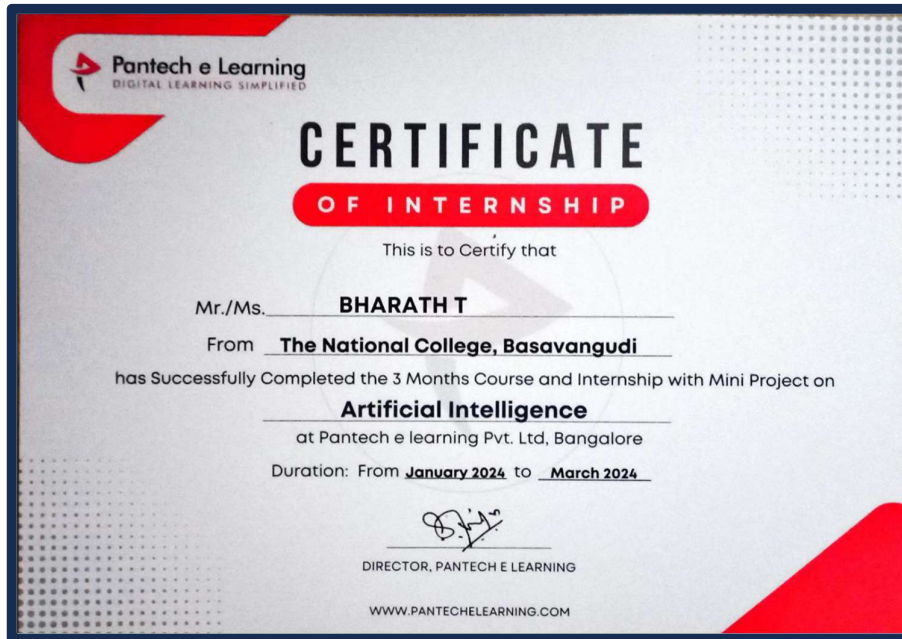 Pantech e Learning
DIGITAL LEARNING SIMPLIFIED
CERTIFICATE
OF INTERNSHIP
This is to Certify that
Mr./Ms. BHARATH T
From The National College, Basavangudi
has Successfully Completed the 3 Months Course and Internship with Mini Project on
Artificial Intelligence
at Pantech e learning Pvt. Ltd, Bangalore
Duration: From January 2024 to March 2024
DIRECTOR, PANTECH E LEARNING
WWW.PANTECHELEARNING.COM